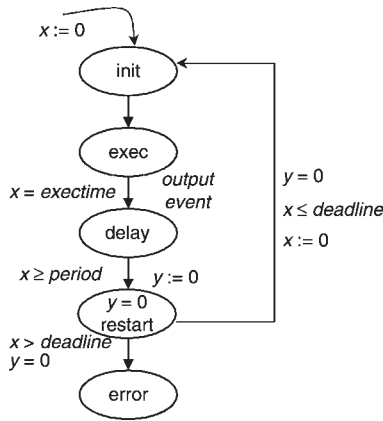 x := 0
init
exec
x = exectime
output
event
delay
x ≥ period
y := 0
y = 0
restart
x > deadline
y = 0
error
y = 0
x ≤ deadline
x := 0